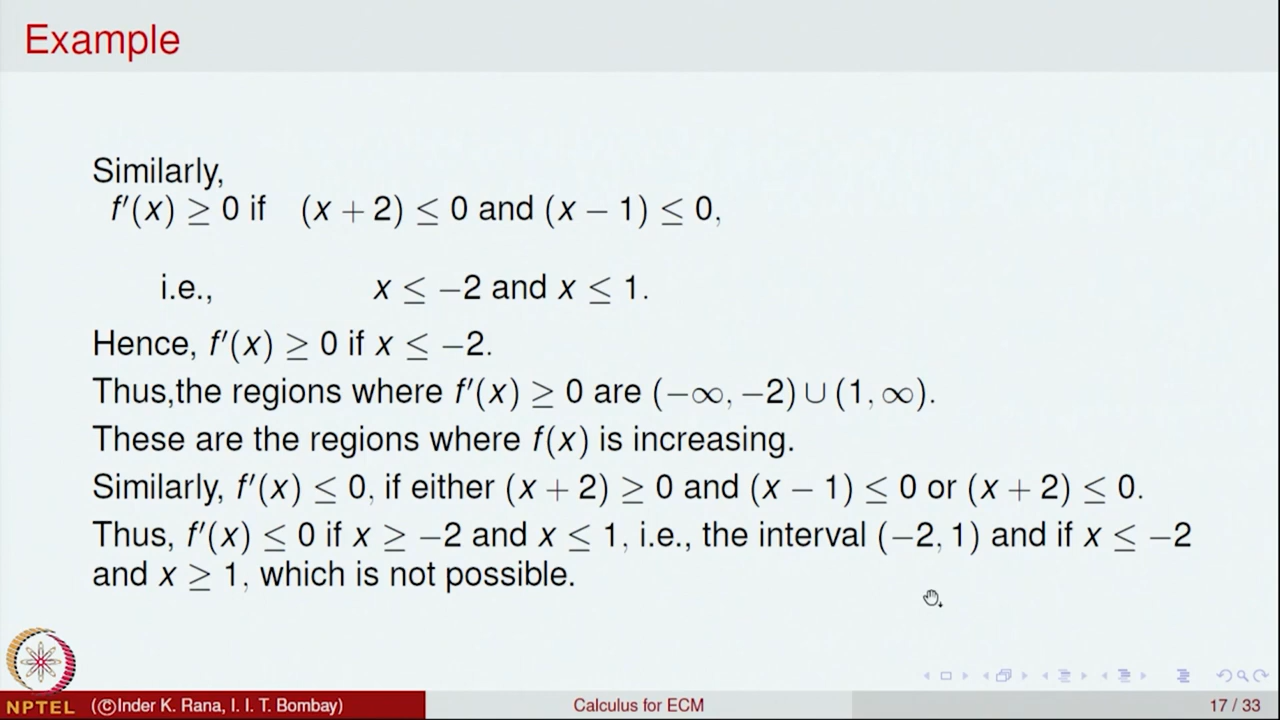 Example
Similarly,
f′(x) ≥ 0 if (x + 2) ≤ 0 and (x − 1) ≤ 0,
i.e., x ≤ −2 and x ≤ 1.
Hence, f′(x) ≥ 0 if x ≤ −2.
Thus,the regions where f′(x) ≥ 0 are (−∞, −2) ∪ (1, ∞).
These are the regions where f(x) is increasing.
Similarly, f′(x) ≤ 0, if either (x + 2) ≥ 0 and (x − 1) ≤ 0 or (x + 2) ≤ 0.
Thus, f′(x) ≤ 0 if x ≥ −2 and x ≤ 1, i.e., the interval (−2, 1) and if x ≤ −2
and x ≥ 1, which is not possible.
NPTEL (©Inder K. Rana, I. I. T. Bombay) Calculus for ECM 17 / 33